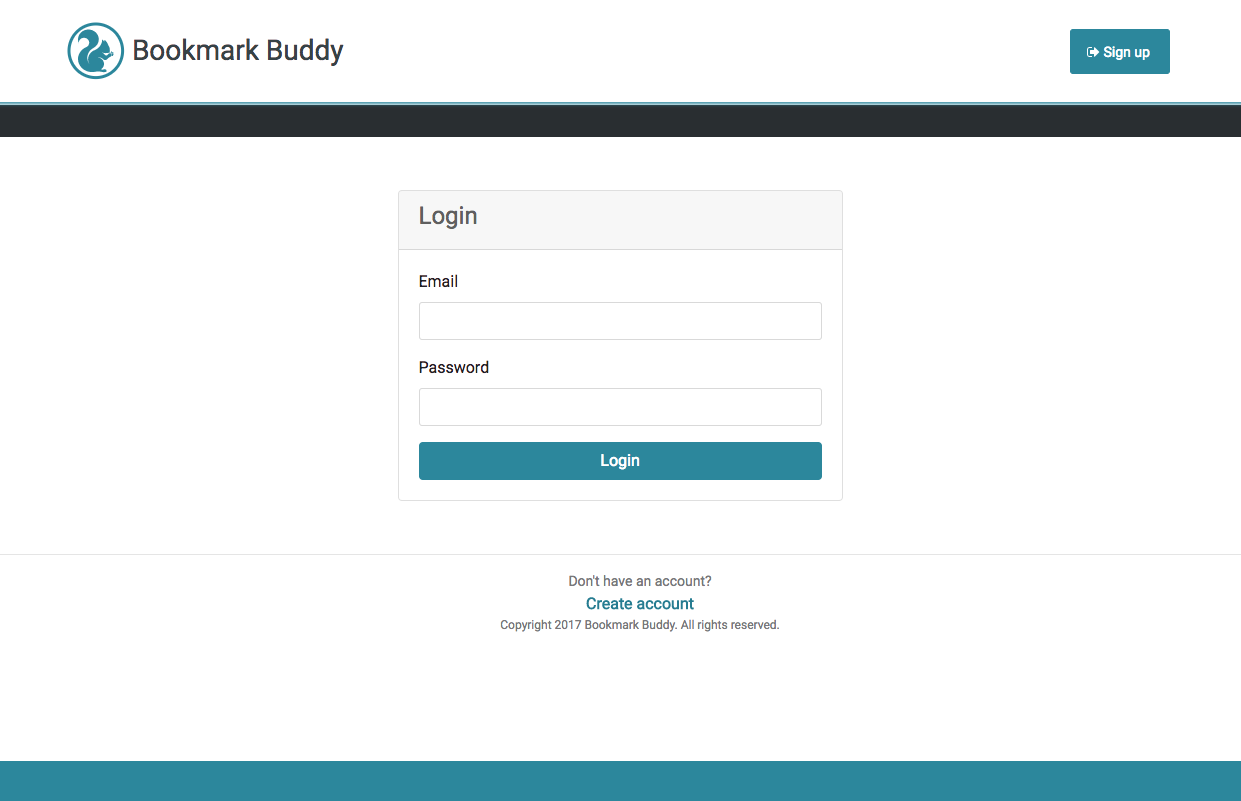 Bookmark Buddy
Sign up
Login
Email
Password
Login
Don't have an account?
Create account
Copyright 2017 Bookmark Buddy. All rights reserved.